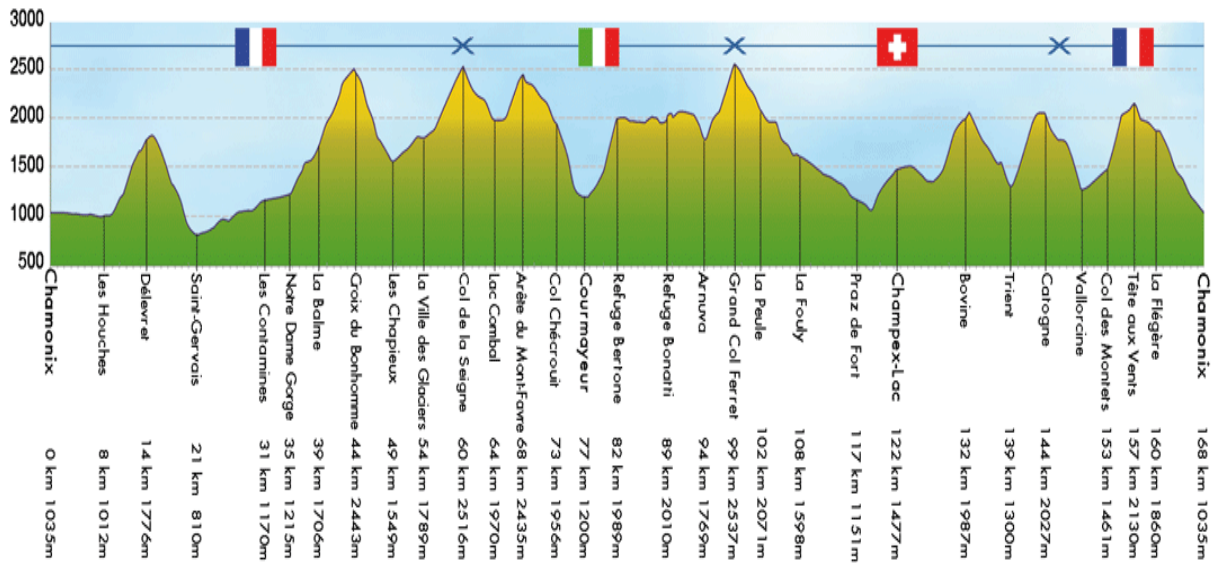 3000
2500
2000
1500
1000
500
Chamonix 0 km 1035m
Les Houches 8 km 1012m
Délevret 14 km 1776m
Saint-Gervais 21 km 810m
Les Contamines 31 km 1170m
Notre Dame Gorge 35 km 1215m
La Balme 39 km 1706m
Croix du Bonhomme 44 km 2443m
Les Chapieux 49 km 1549m
La Ville des Glaciers 54 km 1789m
Col de la Seigne 60 km 2516m
Lac Combal 64 km 1970m
Arête du Mont-Favre 68 km 2435m
Col Chécrouit 73 km 1956m
Courmayeur 77 km 1200m
Refuge Bertone 82 km 1989m
Refuge Bonatti 89 km 2010m
Arnuva 94 km 1769m
Grand Col Ferret 99 km 2537m
La Peule 102 km 2071m
La Fouly 108 km 1598m
Praz de Fort 117 km 1151m
Champex-Lac 122 km 1477m
Bovine 132 km 1987m
Trient 139 km 1300m
Catogne 144 km 2027m
Vallorcine
Col des Montets 153 km 1461m
Tête aux Vents 157 km 2130m
La Flégère 160 km 1860m
Chamonix 168 km 1035m